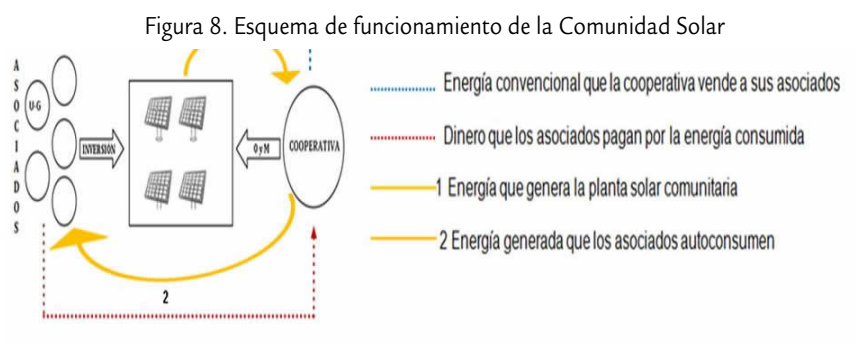 Figura 8. Esquema de funcionamiento de la Comunidad Solar
ASOCIADOS
U-G
INVERSIÓN
O y M
COOPERATIVA
2
Energía convencional que la cooperativa vende a sus asociados
Dinero que los asociados pagan por la energía consumida
1 Energía que genera la planta solar comunitaria
2 Energía generada que los asociados autoconsumen